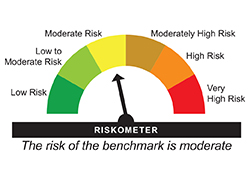 Moderate Risk
Moderately High Risk
Low to
Moderate Risk
High Risk
Low Risk
Very
High Risk
RISKOMETER
The risk of the benchmark is moderate